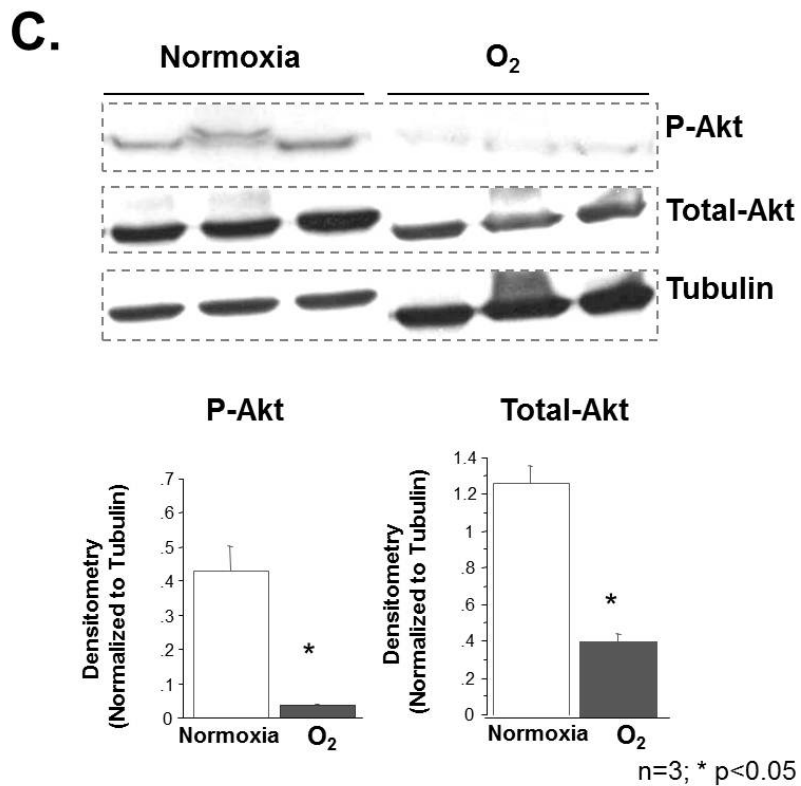 C.
Normoxia O₂
P-Akt
Total-Akt
Tubulin
P-Akt
Densitometry
(Normalized to Tubulin)
.7
.6
.5
.4
.3
.2
.1
0
*
Normoxia O₂
Total-Akt
Densitometry
(Normalized to Tubulin)
1.4
1.2
1
.8
.6
.4
.2
0
*
Normoxia O₂
n=3; * p<0.05